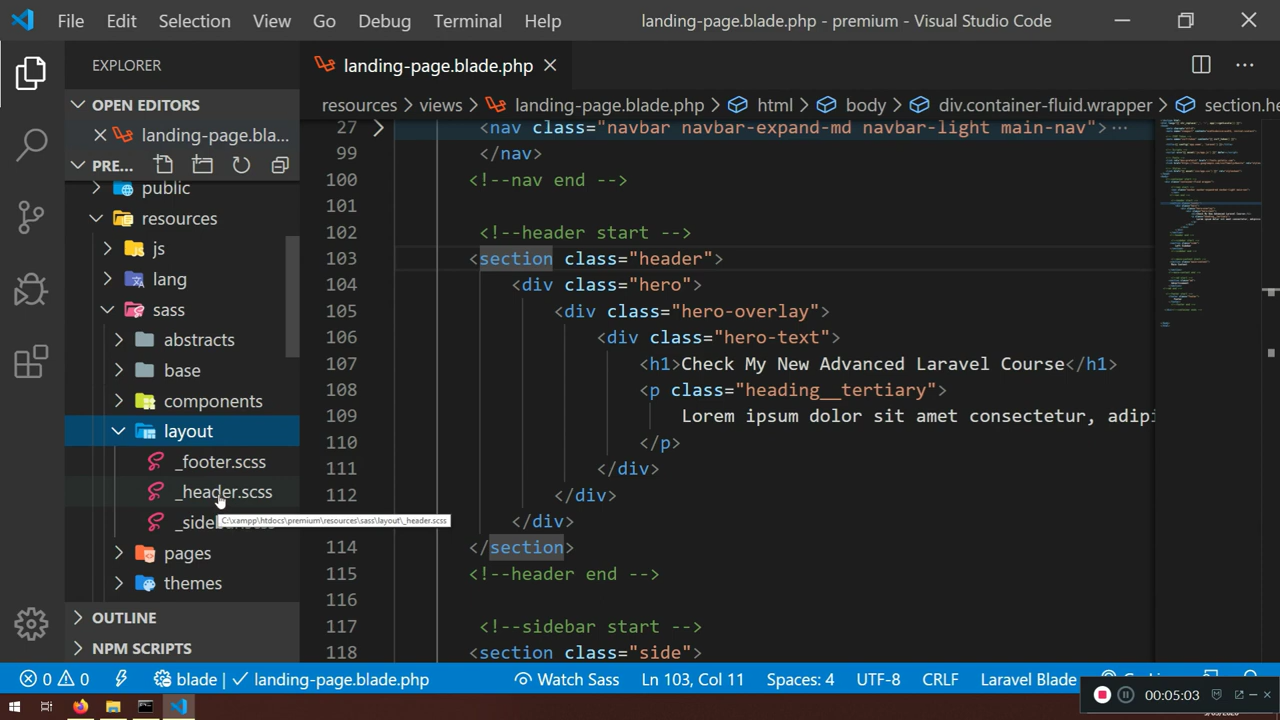 File Edit Selection View Go Debug Terminal Help
landing-page.blade.php - premium - Visual Studio Code
EXPLORER
OPEN EDITORS
landing-page.bla...
PRE...
public
resources
js
lang
sass
abstracts
base
components
layout
_footer.scss
_header.scss
C:\xampp\htdocs\premium\resources\sass\layout\_header.scss
pages
themes
OUTLINE
NPM SCRIPTS
landing-page.blade.php
resources > views > landing-page.blade.php > html > body > div.container-fluid.wrapper > section.he
27 <nav class="navbar navbar-expand-md navbar-light main-nav">...
99 </nav>
100 <!--nav end -->
101
102 <!--header start -->
103 <section class="header">
104 <div class="hero">
105 <div class="hero-overlay">
106 <div class="hero-text">
107 <h1>Check My New Advanced Laravel Course</h1>
108 <p class="heading__tertiary">
109 Lorem ipsum dolor sit amet consectetur, adipi
110 </p>
111 </div>
112 </div>
113 </div>
114 </section>
115 <!--header end -->
116
117 <!--sidebar start -->
118 <section class="side">
0 0 blade | landing-page.blade.php Watch Sass Ln 103, Col 11 Spaces: 4 UTF-8 CRLF Laravel Blade
00:05:03